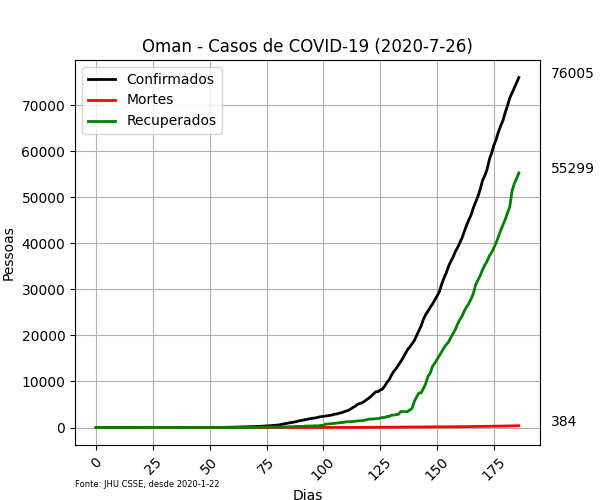 Oman - Casos de COVID-19 (2020-7-26)
Confirmados
Mortes
Recuperados
76005
55299
384
Pessoas
70000
60000
50000
40000
30000
20000
10000
0
0
25
50
75
100
125
150
175
Dias
Fonte: JHU CSSE, desde 2020-1-22